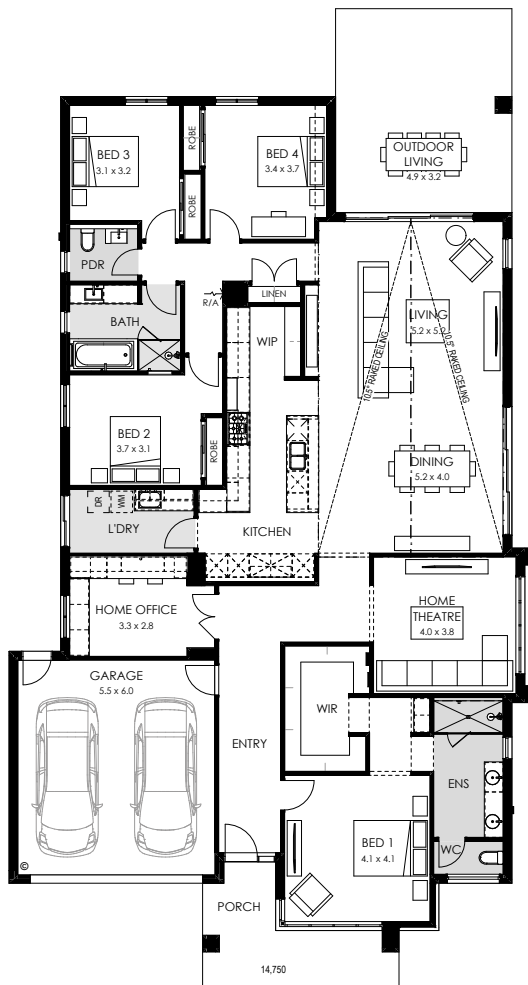 OUTDOOR
LIVING
4.9 x 3.2
BED 3
3.1 x 3.2
ROBE
ROBE
BED 4
3.4 x 3.7
PDR
R/A
LINEN
BATH
WIP
LIVING
10.5° RAKED CEILING
10.5° RAKED CEILING
BED 2
3.7 x 3.1
ROBE
DINING
5.2 x 4.0
DR
WM
L'DRY
KITCHEN
HOME OFFICE
3.3 x 2.8
HOME
THEATRE
4.0 x 3.8
GARAGE
5.5 x 6.0
WIR
ENTRY
ENS
BED 1
4.1 x 4.1
WC
©
PORCH
14,750